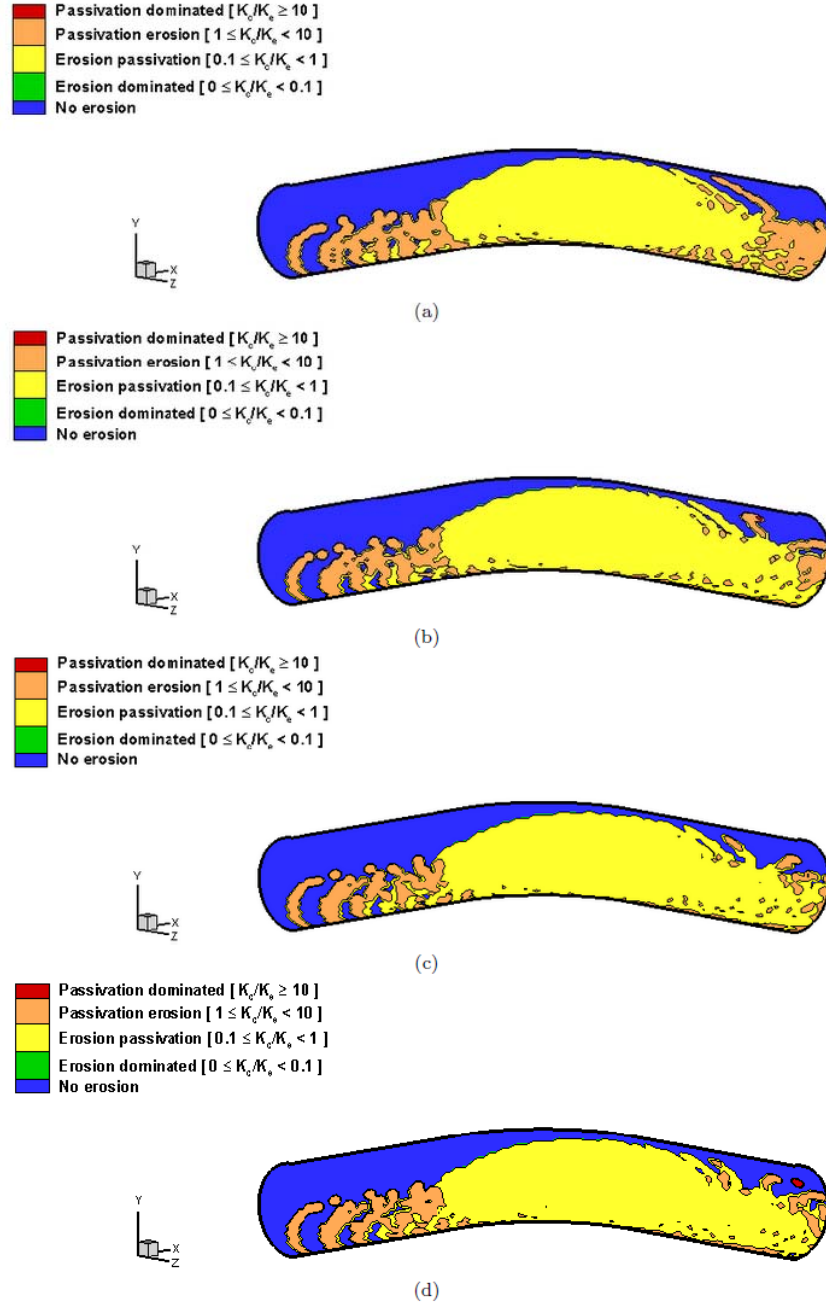 Passivation dominated [ Kc/Ke ≥ 10 ]
Passivation erosion [ 1 ≤ Kc/Ke < 10 ]
Erosion passivation [ 0.1 ≤ Kc/Ke < 1 ]
Erosion dominated [ 0 ≤ Kc/Ke < 0.1 ]
No erosion
Y
X
Z
(a)
Passivation dominated [ Kc/Ke ≥ 10 ]
Passivation erosion [ 1 ≤ Kc/Ke < 10 ]
Erosion passivation [ 0.1 ≤ Kc/Ke < 1 ]
Erosion dominated [ 0 ≤ Kc/Ke < 0.1 ]
No erosion
Y
X
Z
(b)
Passivation dominated [ Kc/Ke ≥ 10 ]
Passivation erosion [ 1 ≤ Kc/Ke < 10 ]
Erosion passivation [ 0.1 ≤ Kc/Ke < 1 ]
Erosion dominated [ 0 ≤ Kc/Ke < 0.1 ]
No erosion
Y
X
Z
(c)
Passivation dominated [ Kc/Ke ≥ 10 ]
Passivation erosion [ 1 ≤ Kc/Ke < 10 ]
Erosion passivation [ 0.1 ≤ Kc/Ke < 1 ]
Erosion dominated [ 0 ≤ Kc/Ke < 0.1 ]
No erosion
Y
X
Z
(d)